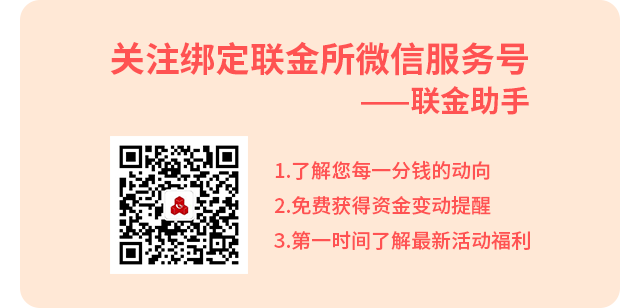 关注绑定联金所微信服务号
——联金助手
1.了解您每一分钱的动向
2.免费获得资金变动提醒
3.第一时间了解最新活动福利